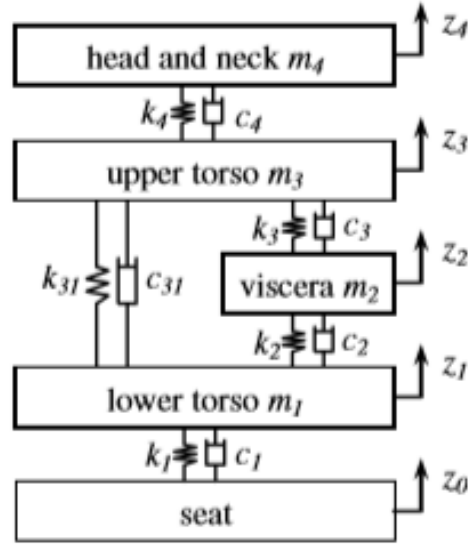 z4
head and neck m4
k4 c4
z3
upper torso m3
k3 c3
z2
k31 c31
viscera m2
k2 c2
z1
lower torso m1
k1 c1
z0
seat